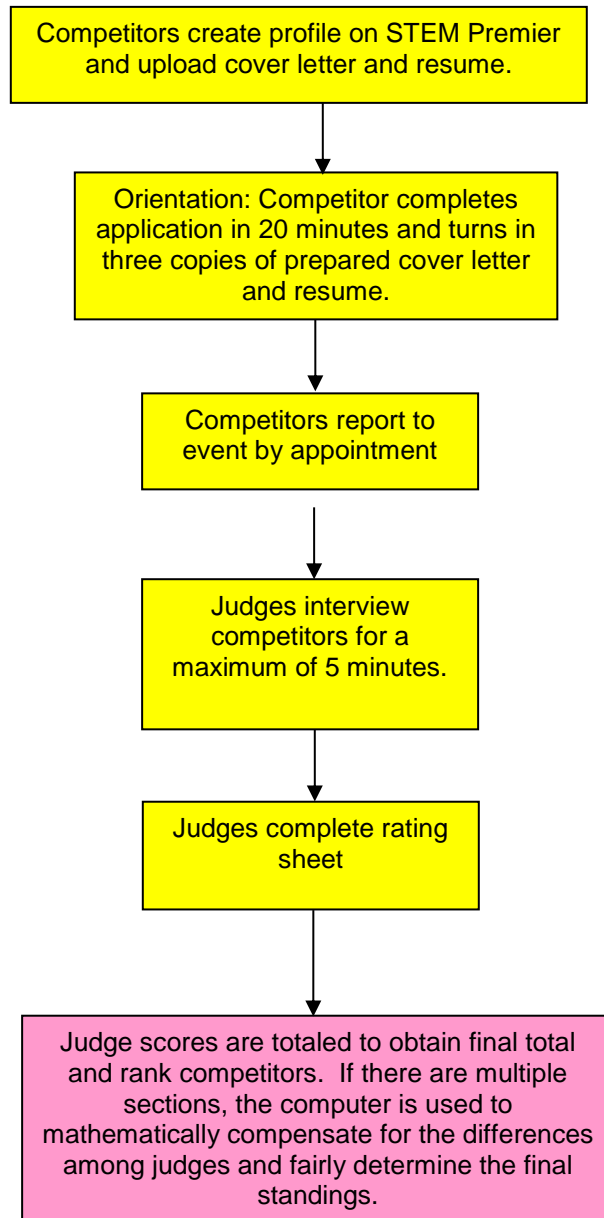 Competitors create profile on STEM Premier
and upload cover letter and resume.
Orientation: Competitor completes
application in 20 minutes and turns in
three copies of prepared cover letter
and resume.
Competitors report to
event by appointment
Judges interview
competitors for a
maximum of 5 minutes.
Judges complete rating
sheet
Judge scores are totaled to obtain final total
and rank competitors.  If there are multiple
sections, the computer is used to
mathematically compensate for the differences
among judges and fairly determine the final
standings.